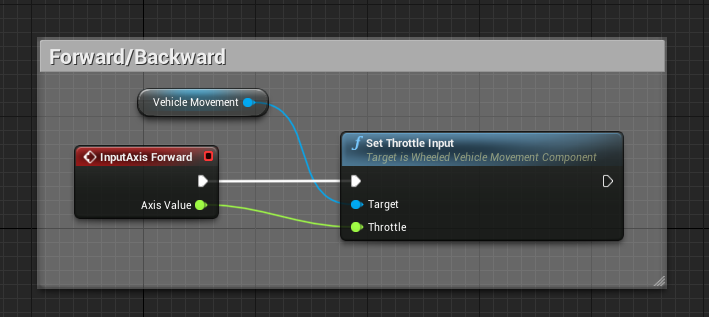 Forward/Backward
Vehicle Movement
InputAxis Forward
Axis Value
f Set Throttle Input
Target is Wheeled Vehicle Movement Component
Target
Throttle